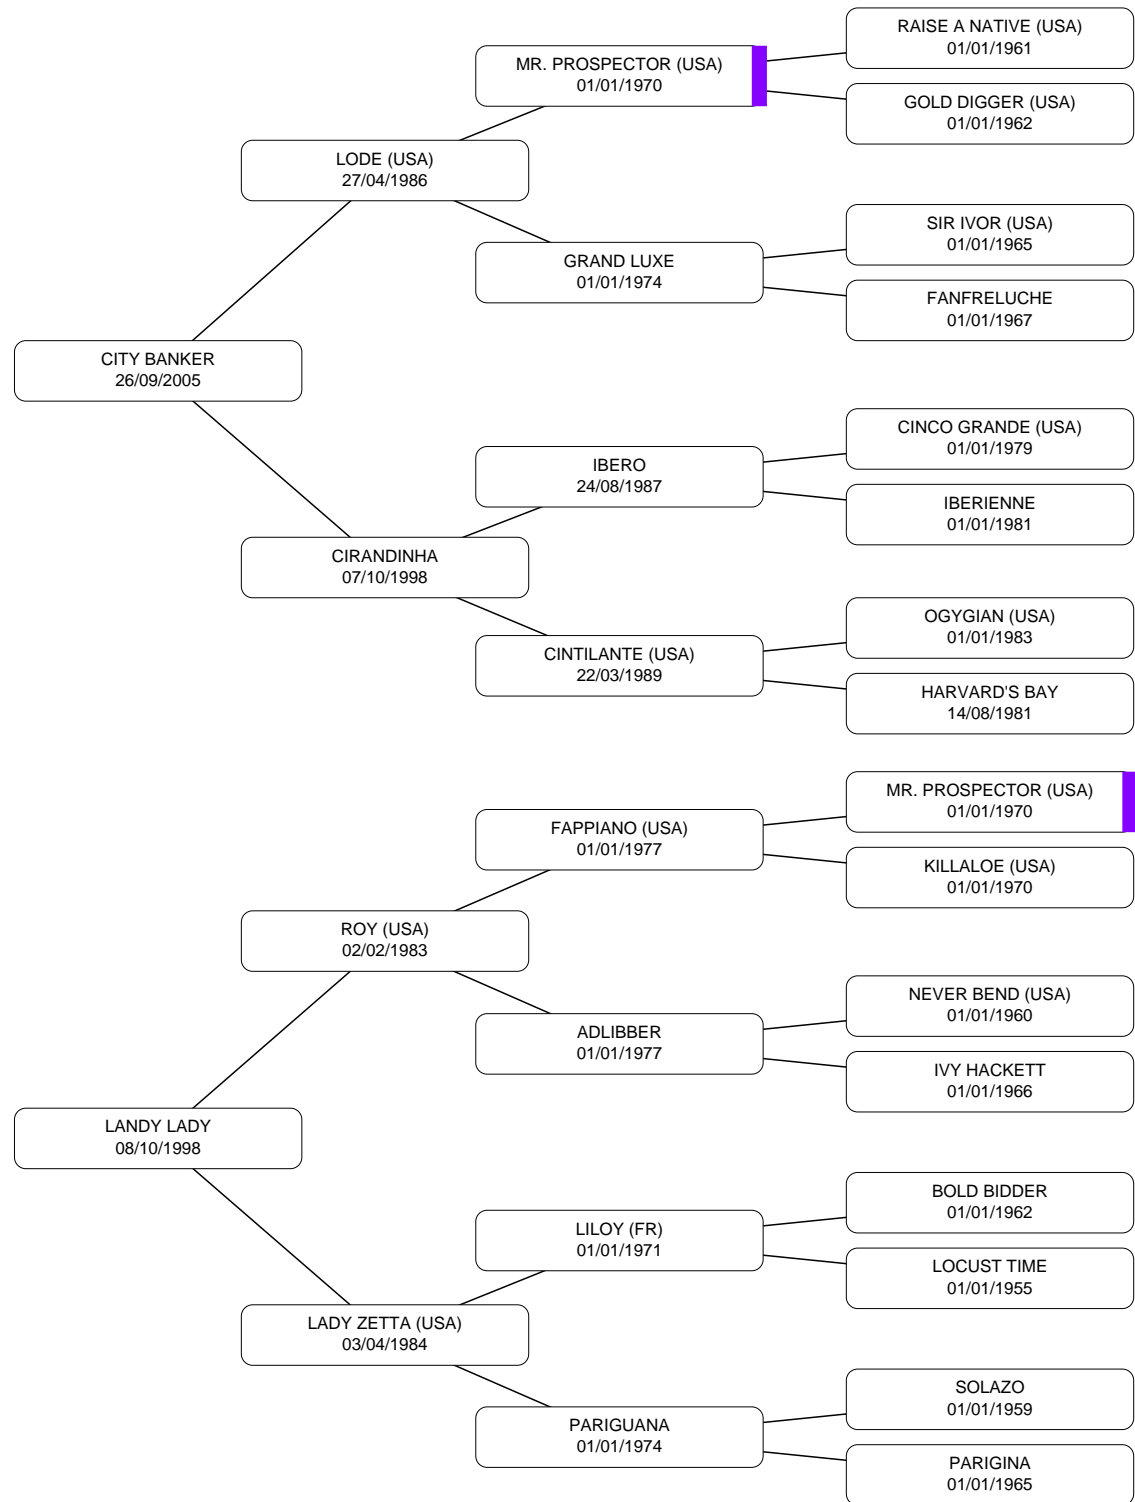 RAISE A NATIVE (USA)
01/01/1961
MR. PROSPECTOR (USA)
01/01/1970
GOLD DIGGER (USA)
01/01/1962
LODE (USA)
27/04/1986
SIR IVOR (USA)
01/01/1965
GRAND LUXE
01/01/1974
FANFRELUCHE
01/01/1967
CITY BANKER
26/09/2005
CINCO GRANDE (USA)
01/01/1979
IBERO
24/08/1987
IBERIENNE
01/01/1981
CIRANDINHA
07/10/1998
OGYGIAN (USA)
01/01/1983
CINTILANTE (USA)
22/03/1989
HARVARD'S BAY
14/08/1981
MR. PROSPECTOR (USA)
01/01/1970
FAPPIANO (USA)
01/01/1977
KILLALOE (USA)
01/01/1970
ROY (USA)
02/02/1983
NEVER BEND (USA)
01/01/1960
ADLIBBER
01/01/1977
IVY HACKETT
01/01/1966
LANDY LADY
08/10/1998
BOLD BIDDER
01/01/1962
LILOY (FR)
01/01/1971
LOCUST TIME
01/01/1955
LADY ZETTA (USA)
03/04/1984
SOLAZO
01/01/1959
PARIGUANA
01/01/1974
PARIGINA
01/01/1965